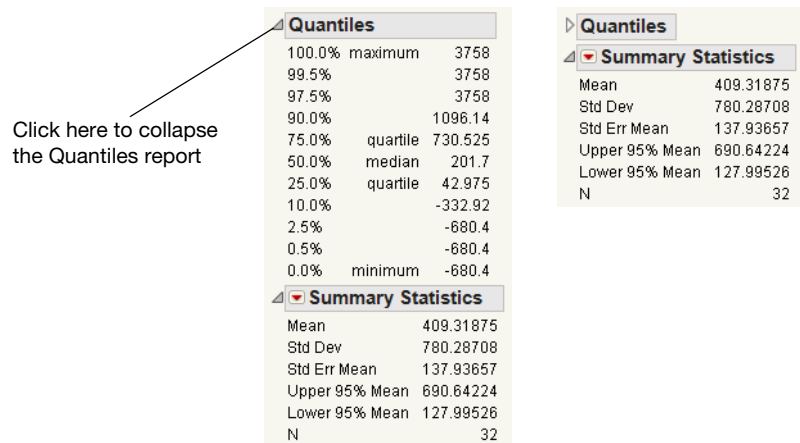 Click here to collapse
the Quantiles report
Quantiles
100.0% maximum 3758
99.5% 3758
97.5% 3758
90.0% 1096.14
75.0% quartile 730.525
50.0% median 201.7
25.0% quartile 42.975
10.0% -332.92
2.5% -680.4
0.5% -680.4
0.0% minimum -680.4
Summary Statistics
Mean 409.31875
Std Dev 780.28708
Std Err Mean 137.93657
Upper 95% Mean 690.64224
Lower 95% Mean 127.99526
N 32
Quantiles
Summary Statistics
Mean 409.31875
Std Dev 780.28708
Std Err Mean 137.93657
Upper 95% Mean 690.64224
Lower 95% Mean 127.99526
N 32